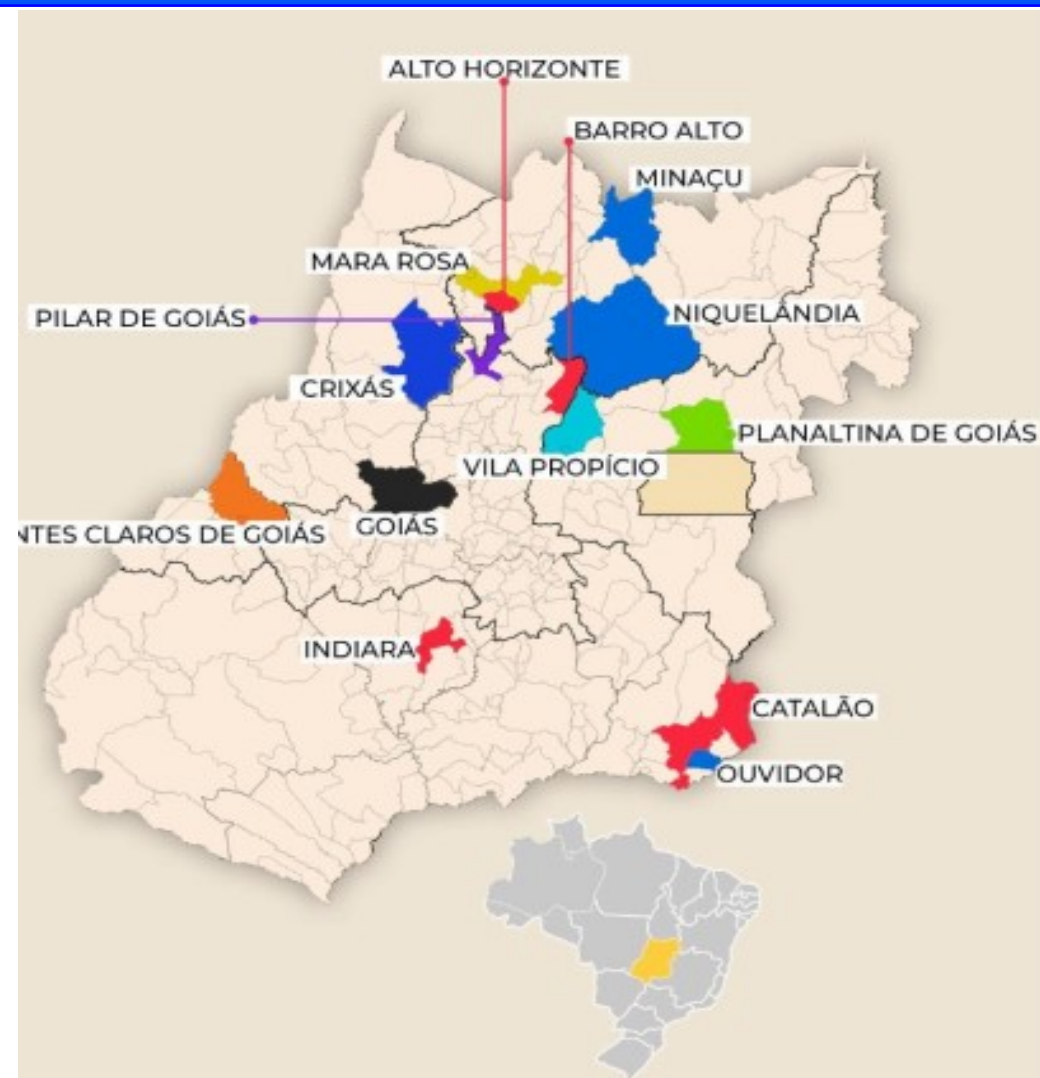 ALTO HORIZONTE
BARRO ALTO
MINAÇU
MARA ROSA
PILAR DE GOIÁS
NIQUELÂNDIA
CRIXÁS
PLANALTINA DE GOIÁS
VILA PROPÍCIO
GOIÁS
NTES CLAROS DE GOIÁS
INDIARA
CATALÃO
OUVIDOR